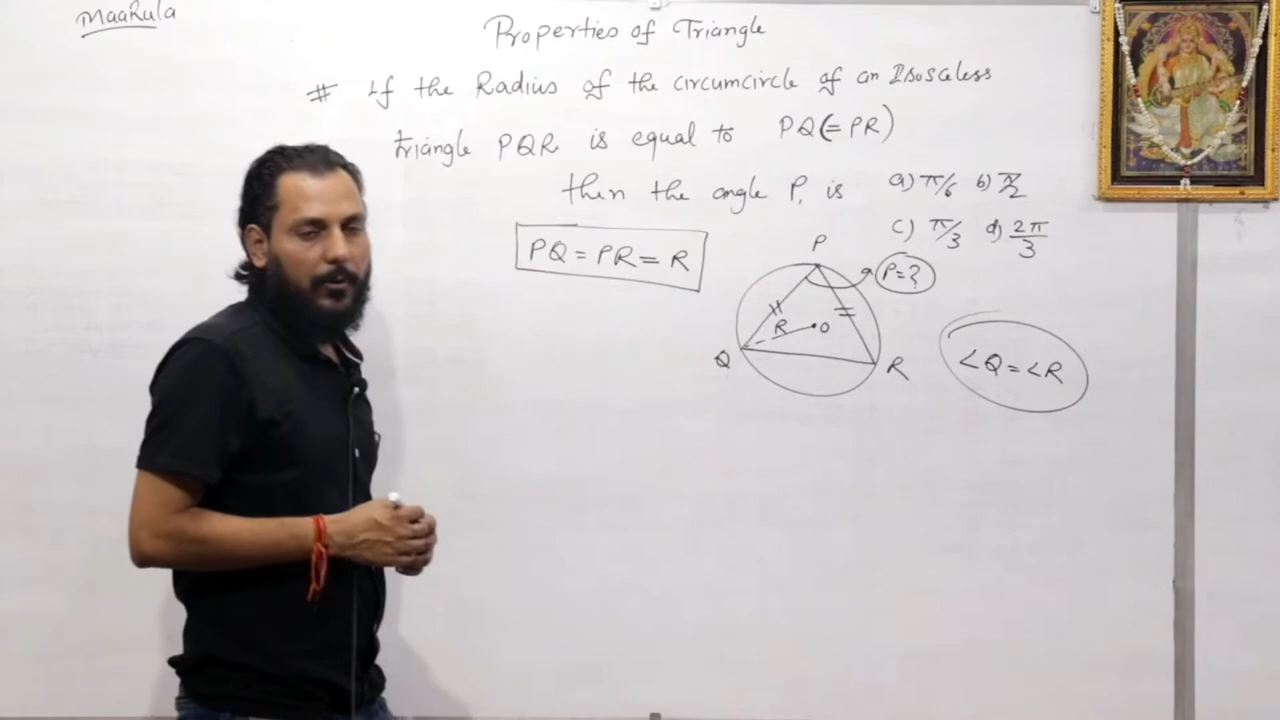 MaaRula
Properties of Triangle
# If the Radius of the circumcircle of an Isosceless
triangle PQR is equal to PQ(=PR)
then the angle P, is a) π/6 b) π/2
c) π/3 d) 2π/3
PQ = PR = R
P
P=?
R O
Q
R
∠Q=∠R